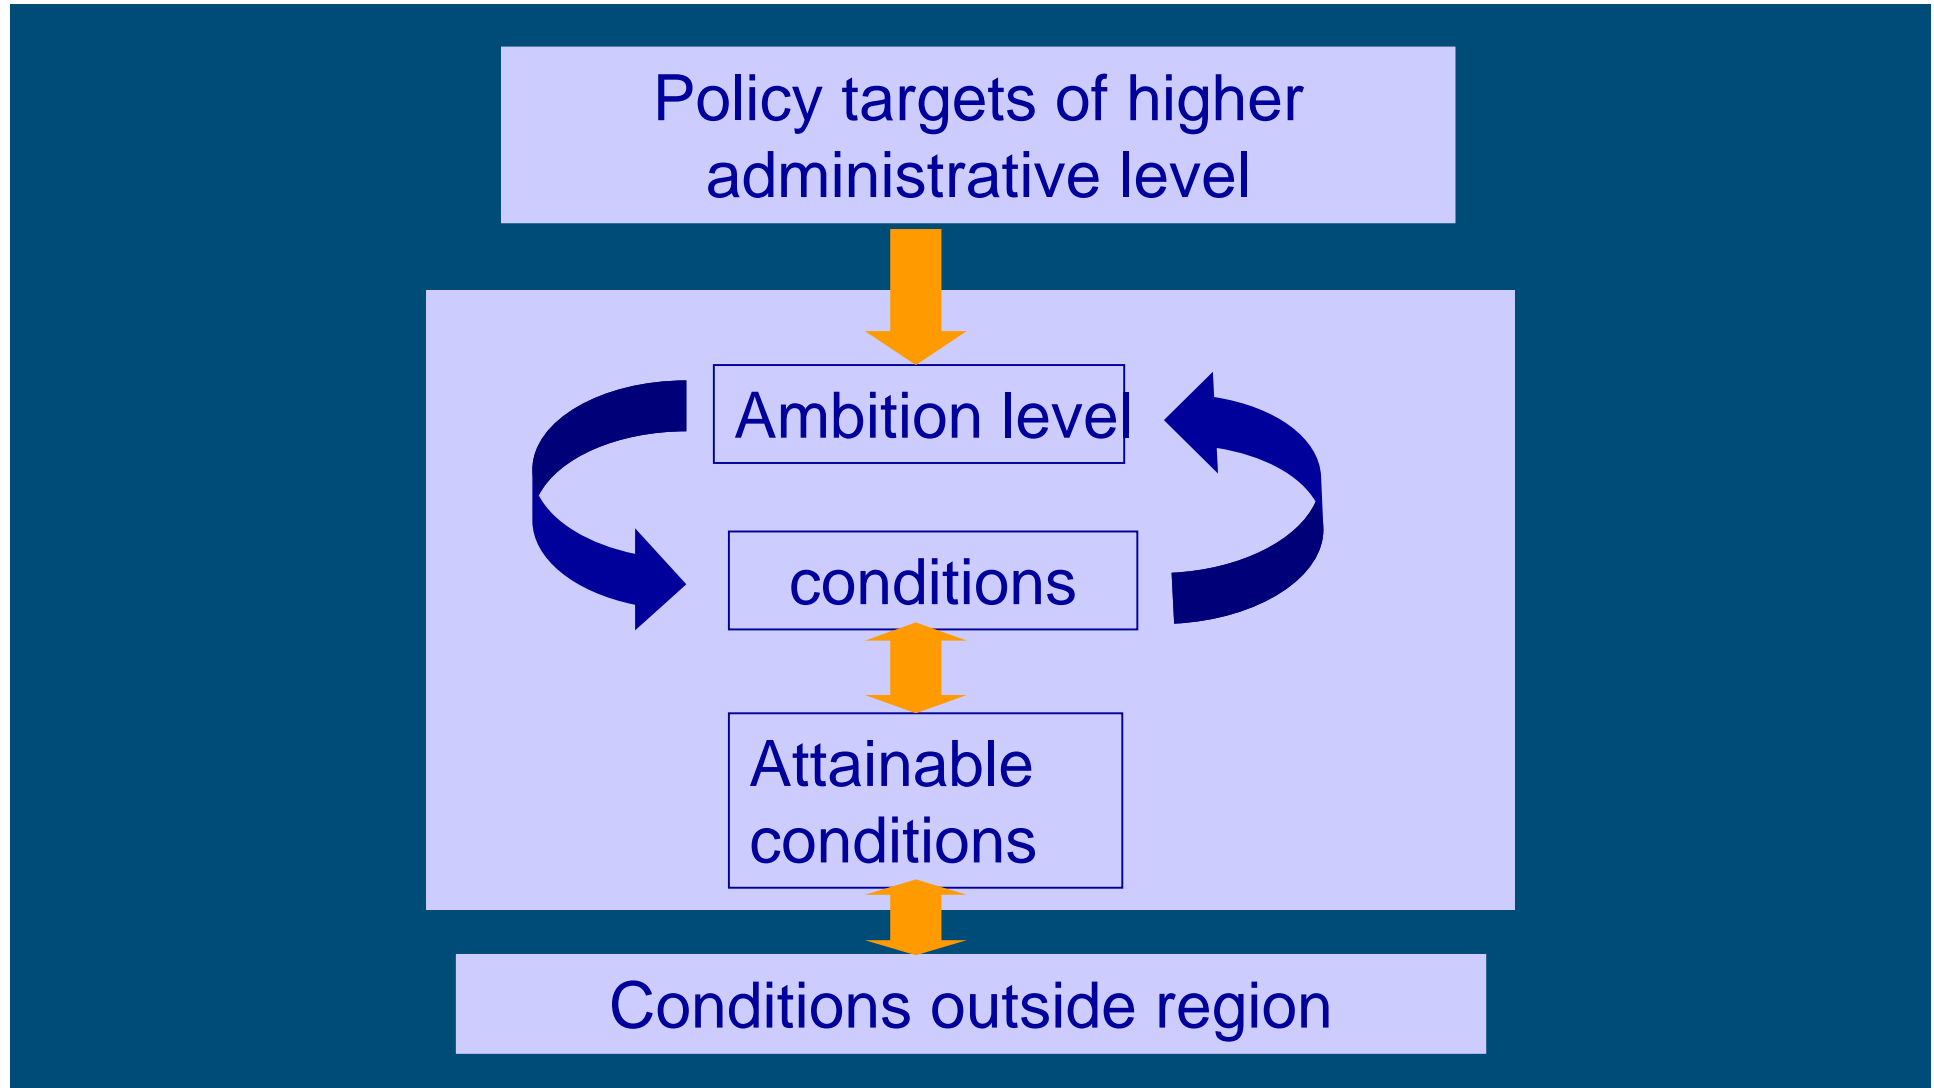 Policy targets of higher
administrative level
Ambition level
conditions
Attainable
conditions
Conditions outside region